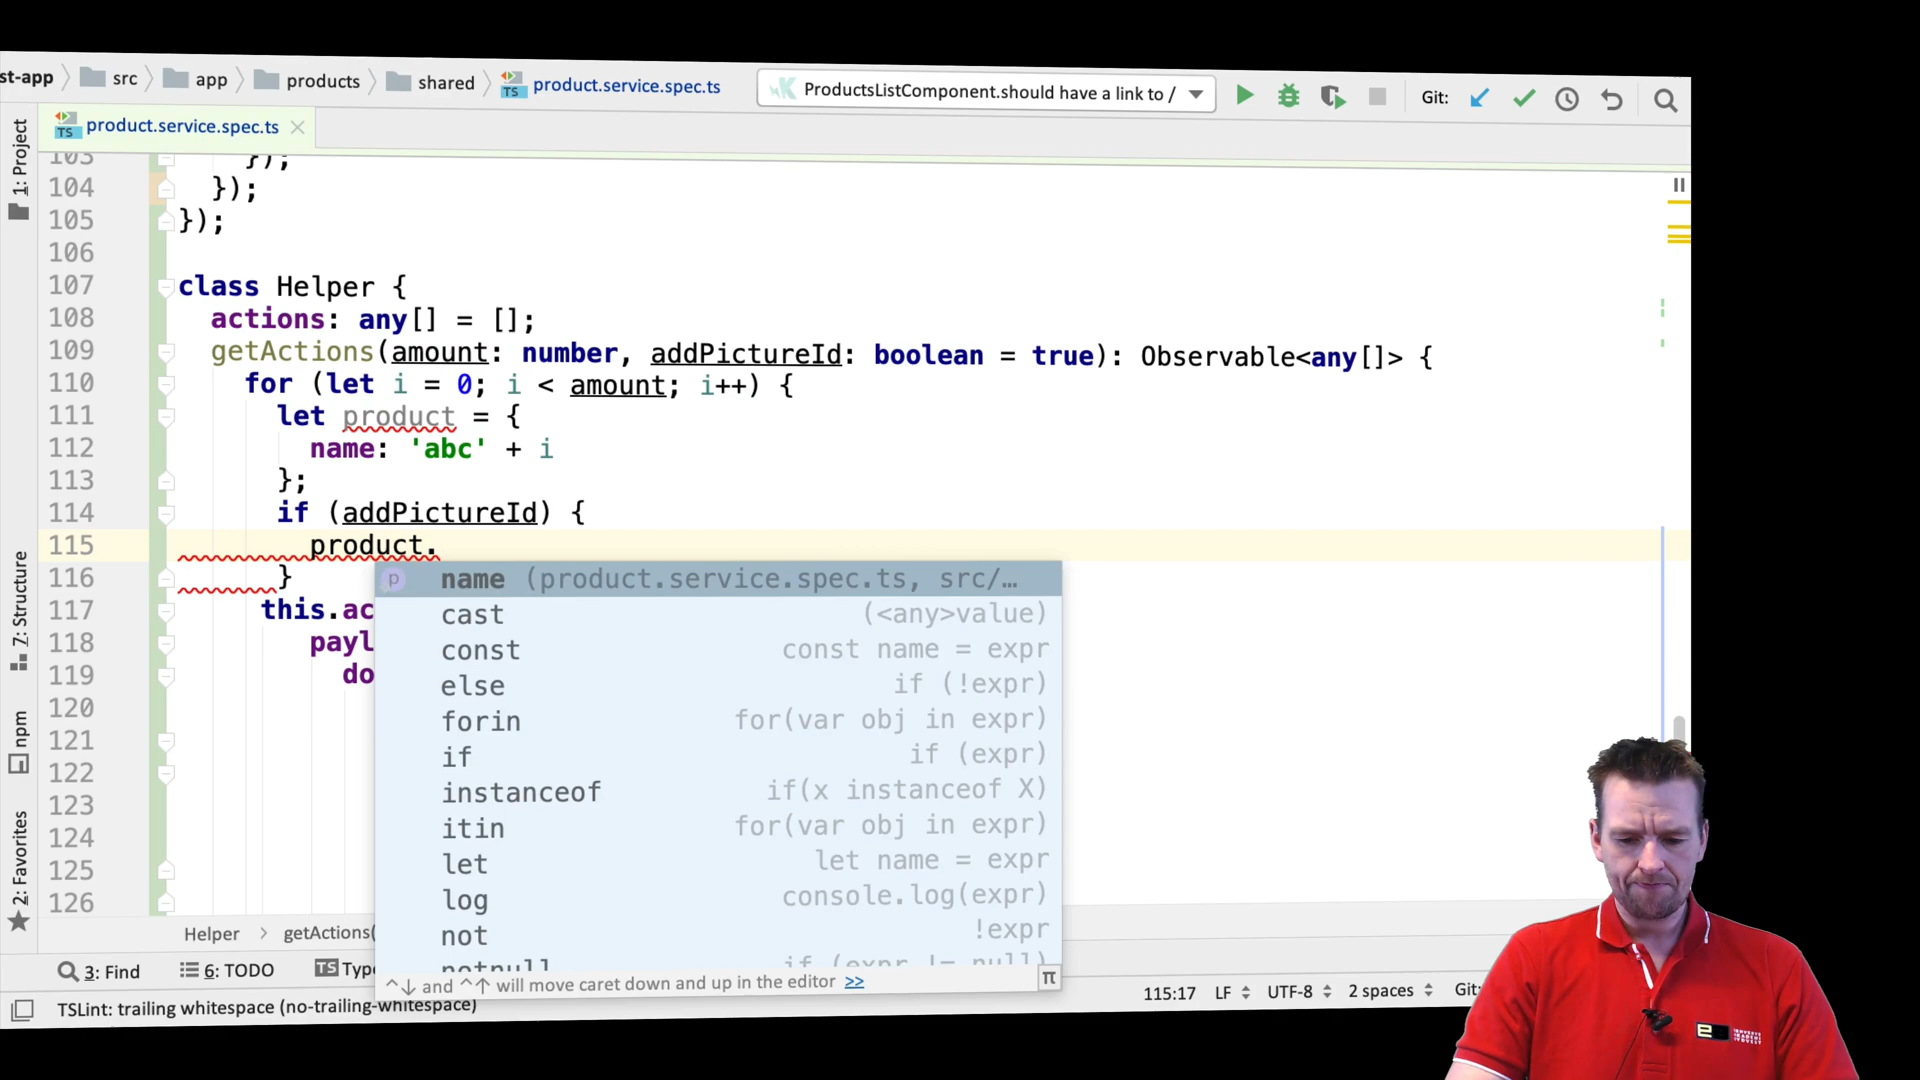 st-app
src
app
products
shared
product.service.spec.ts
ProductsListComponent.should have a link to /
Git:
product.service.spec.ts
1: Project
103 });
104 });
105 });
106
107 class Helper {
108 actions: any[] = [];
109 getActions(amount: number, addPictureId: boolean = true): Observable<any[]> {
110 for (let i = 0; i < amount; i++) {
111 let product = {
112 name: 'abc' + i
113 };
114 if (addPictureId) {
115 product.
116 }
117 this.ac
118 payl
119 do
120
121
122
123
124
125
126
p name (product.service.spec.ts, src/…
cast (<any>value)
const const name = expr
else if (!expr)
forin for(var obj in expr)
if if (expr)
instanceof if(x instanceof X)
itin for(var obj in expr)
let let name = expr
log console.log(expr)
not !expr
notnull if (expr != null)
^↓ and ^↑ will move caret down and up in the editor >> π
7: Structure
npm
2: Favorites
Helper > getActions(
3: Find
6: TODO
TS Type
TSLint: trailing whitespace (no-trailing-whitespace)
115:17 LF UTF-8 2 spaces Git: